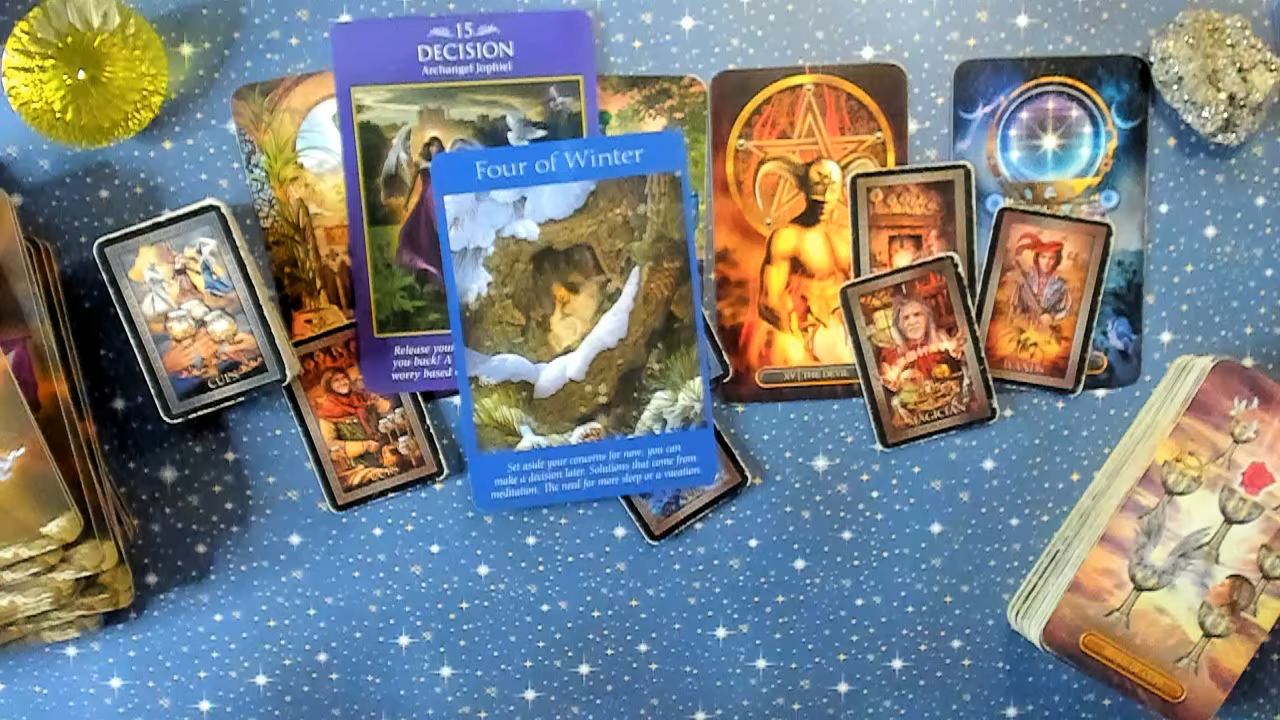 15
DECISION
Archangel Jophiel
Release your
you back! A
worry based
Four of Winter
Set aside your concerns for now, you can
make a decision later. Solutions that come from
meditation. The need for more sleep or a vacation.
XV | THE DEVIL
CUPS
MAGICIAN